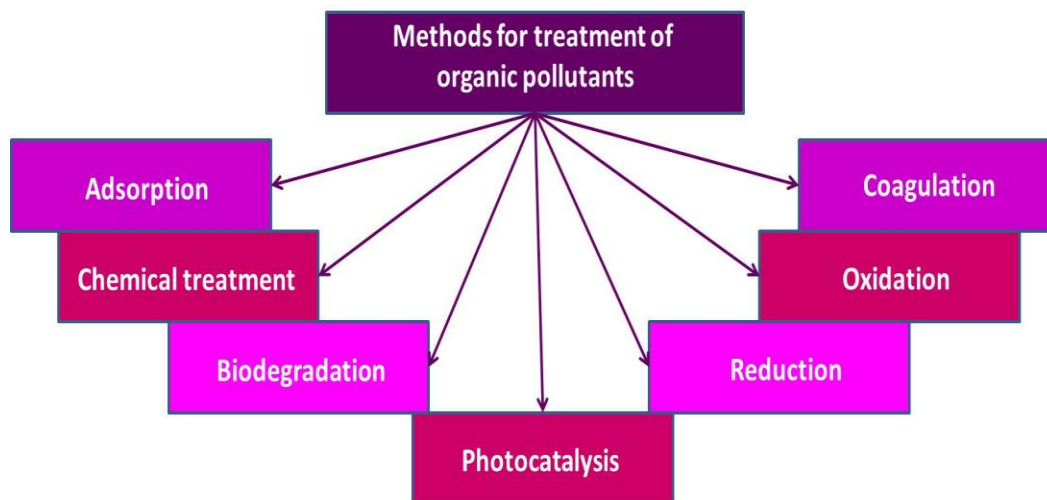 Methods for treatment of
organic pollutants
Adsorption
Coagulation
Chemical treatment
Oxidation
Biodegradation
Reduction
Photocatalysis